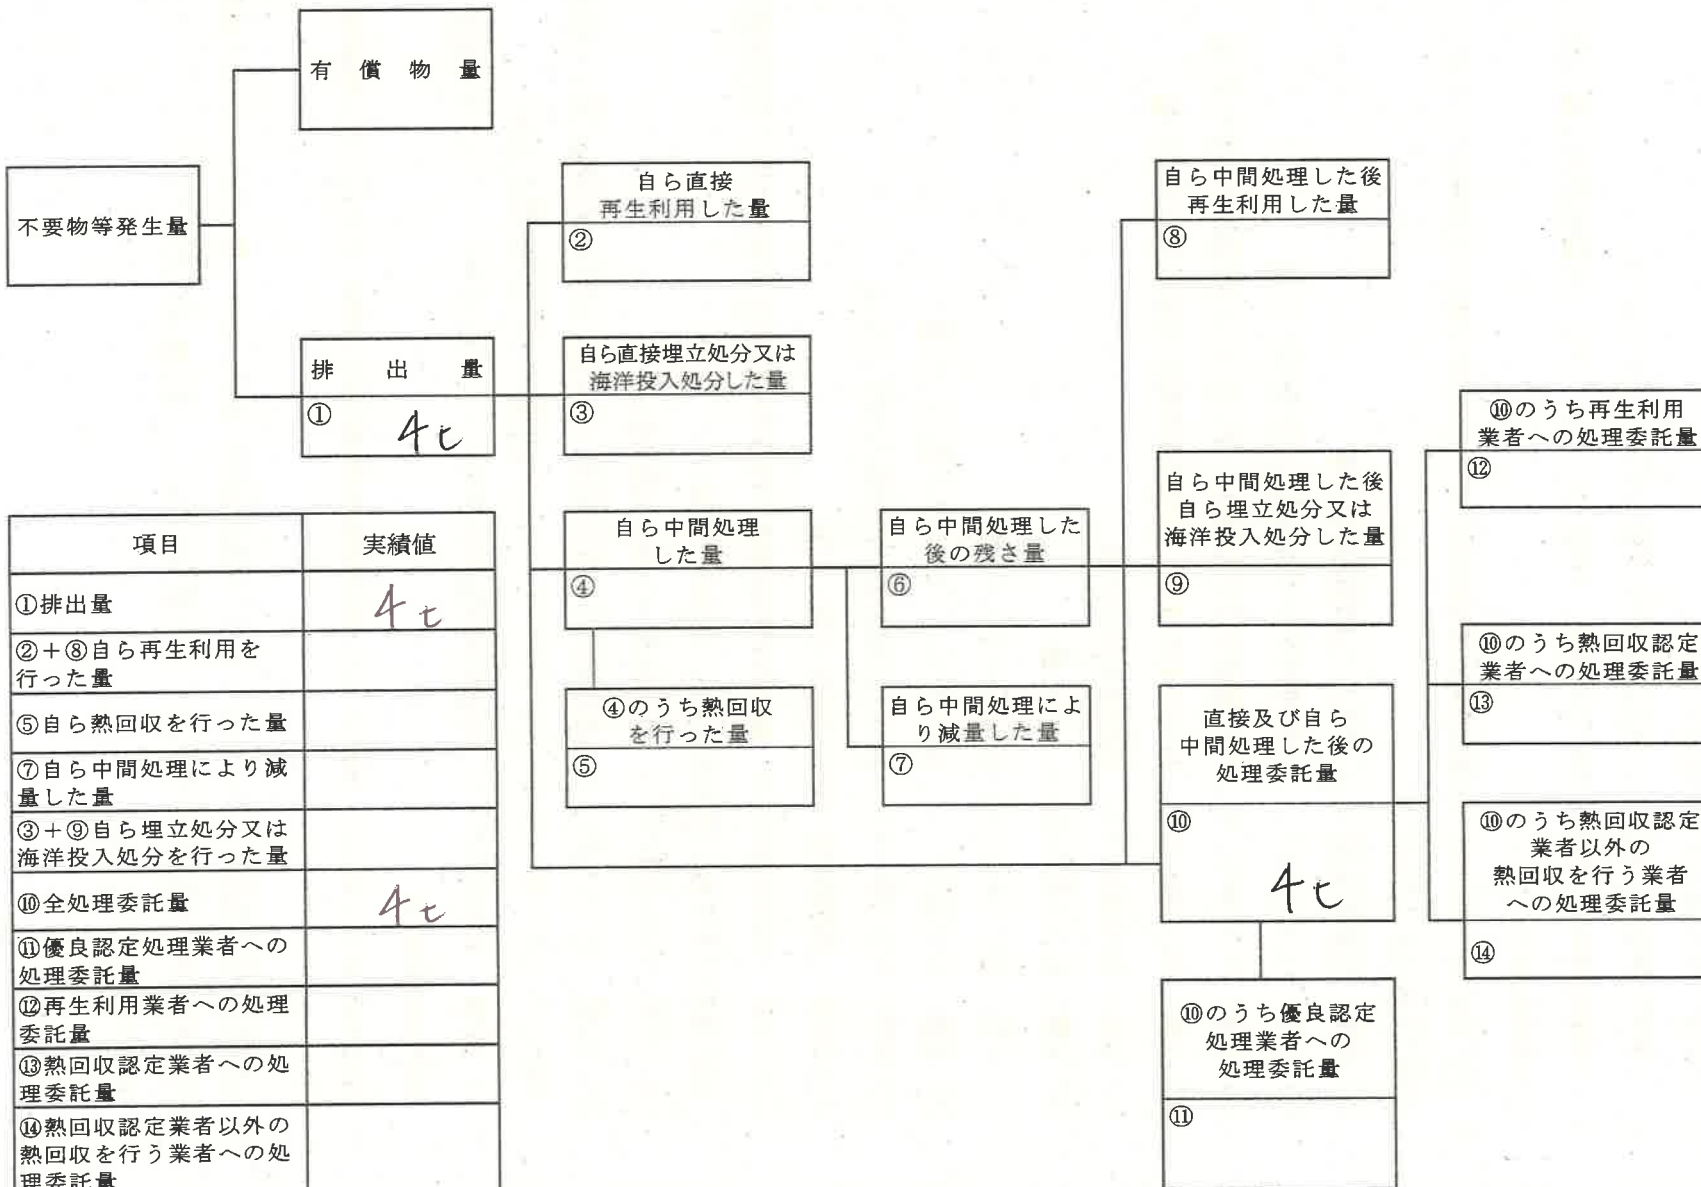 有償物量
不要物等発生量
排出量
①
4t
自ら直接
再生利用した量
②
自ら直接埋立処分又は
海洋投入処分した量
③
自ら中間処理
した量
④
④のうち熱回収
を行った量
⑤
自ら中間処理した
後の残さ量
⑥
自ら中間処理によ
り減量した量
⑦
自ら中間処理した後
再生利用した量
⑧
自ら中間処理した後
自ら埋立処分又は
海洋投入処分した量
⑨
直接及び自ら
中間処理した後の
処理委託量
⑩
4t
⑩のうち優良認定
処理業者への
処理委託量
⑪
⑩のうち再生利用
業者への処理委託量
⑫
⑩のうち熱回収認定
業者への処理委託量
⑬
⑩のうち熱回収認定
業者以外の
熱回収を行う業者
への処理委託量
⑭
項目 実績値
①排出量 4t
②+⑧自ら再生利用を
行った量
⑤自ら熱回収を行った量
⑦自ら中間処理により減
量した量
③+⑨自ら埋立処分又は
海洋投入処分を行った量
⑩全処理委託量 4t
⑪優良認定処理業者への
処理委託量
⑫再生利用業者への処理
委託量
⑬熱回収認定業者への処
理委託量
⑭熱回収認定業者以外の
熱回収を行う業者への処
理委託量